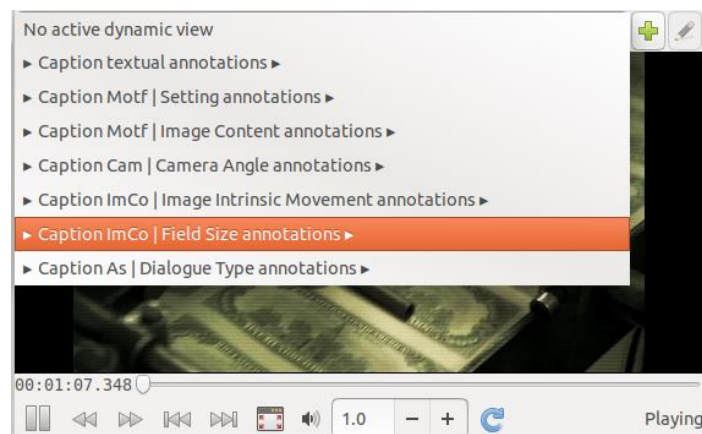 No active dynamic view
▸ Caption textual annotations ▸
▸ Caption Motf | Setting annotations ▸
▸ Caption Motf | Image Content annotations ▸
▸ Caption Cam | Camera Angle annotations ▸
▸ Caption ImCo | Image Intrinsic Movement annotations ▸
▸ Caption ImCo | Field Size annotations ▸
▸ Caption As | Dialogue Type annotations ▸
00:01:07.348
1.0 − + Playing